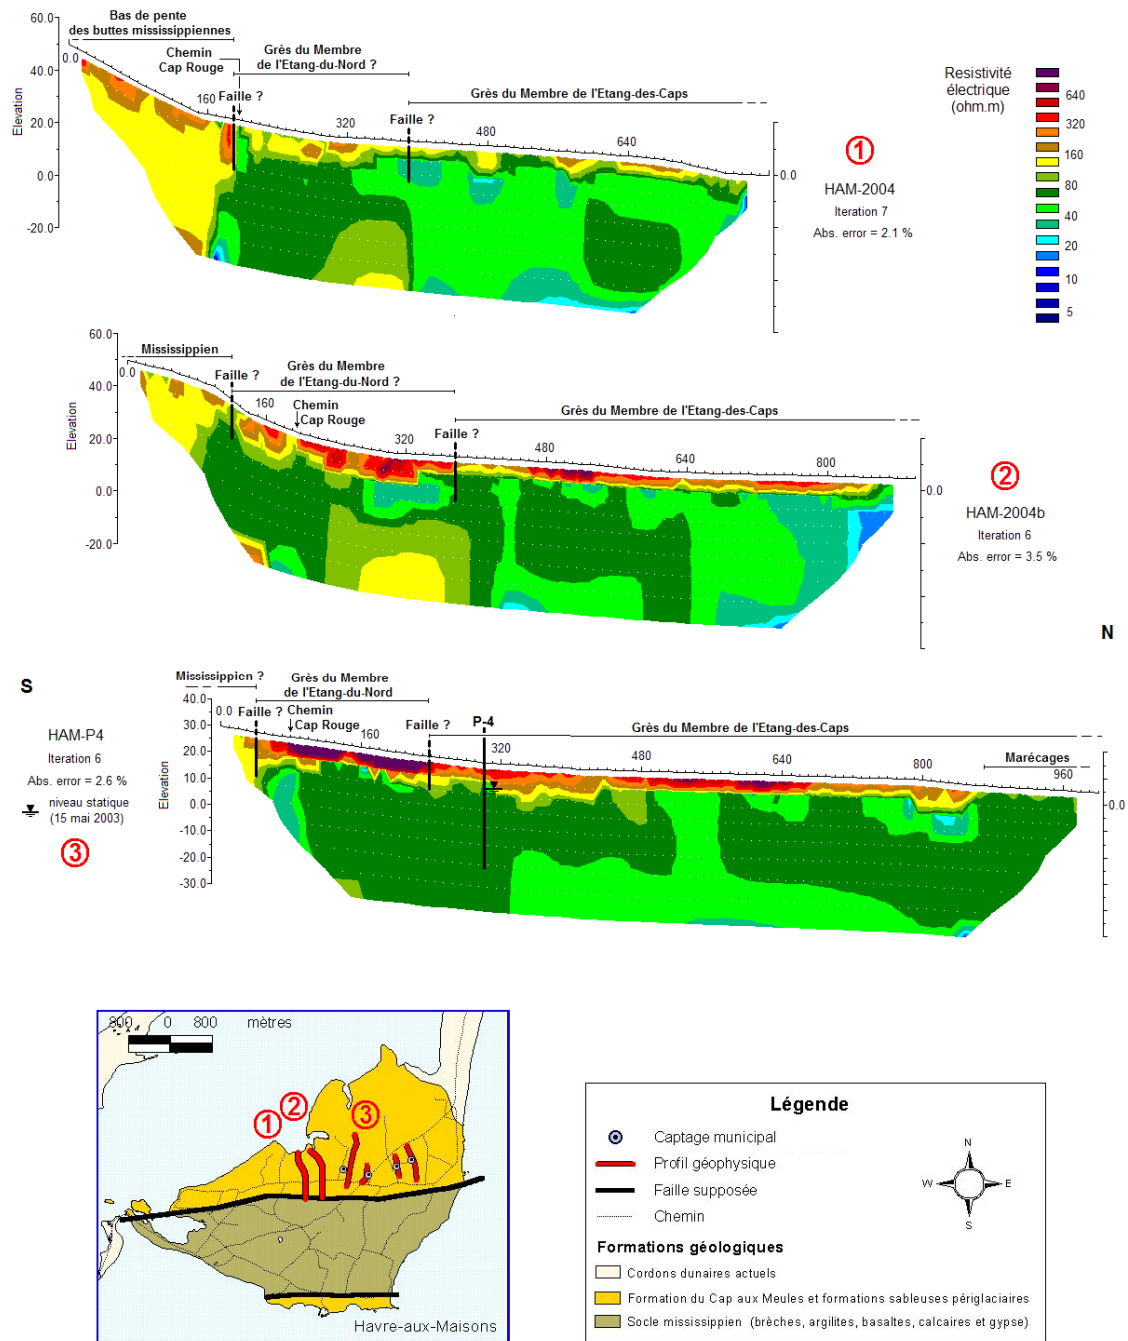 Bas de pente
des buttes mississippiennes
Chemin
Cap Rouge
Grès du Membre
de l'Etang-du-Nord ?
Grès du Membre de l'Etang-des-Caps
Faille ?
Faille ?
Elevation
60.0
40.0
20.0
0.0
-20.0
0.0
160
320
480
640
0.0
Resistivité
électrique
(ohm.m)
640
320
160
80
40
20
10
5
1
HAM-2004
Iteration 7
Abs. error = 2.1 %
Mississippien
Faille ?
Grès du Membre
de l'Etang-du-Nord ?
Chemin
Cap Rouge
Faille ?
Grès du Membre de l'Etang-des-Caps
Elevation
60.0
40.0
20.0
0.0
-20.0
0.0
160
320
480
640
800
0.0
2
HAM-2004b
Iteration 6
Abs. error = 3.5 %
N
S
HAM-P4
Iteration 6
Abs. error = 2.6 %
niveau statique
(15 mai 2003)
3
Mississippien ?
Grès du Membre
de l'Etang-du-Nord
Faille ?
Chemin
Cap Rouge
Faille ?
P-4
Grès du Membre de l'Etang-des-Caps
Marécages
Elevation
40.0
30.0
20.0
10.0
0.0
-10.0
-20.0
-30.0
0.0
160
320
480
640
800
960
0.0
800 0 800 mètres
1
2
3
Havre-aux-Maisons
Légende
Captage municipal
Profil géophysique
Faille supposée
Chemin
N
W
E
S
Formations géologiques
Cordons dunaires actuels
Formation du Cap aux Meules et formations sableuses périglaciaires
Socle mississippien (brèches, argilites, basaltes, calcaires et gypse)